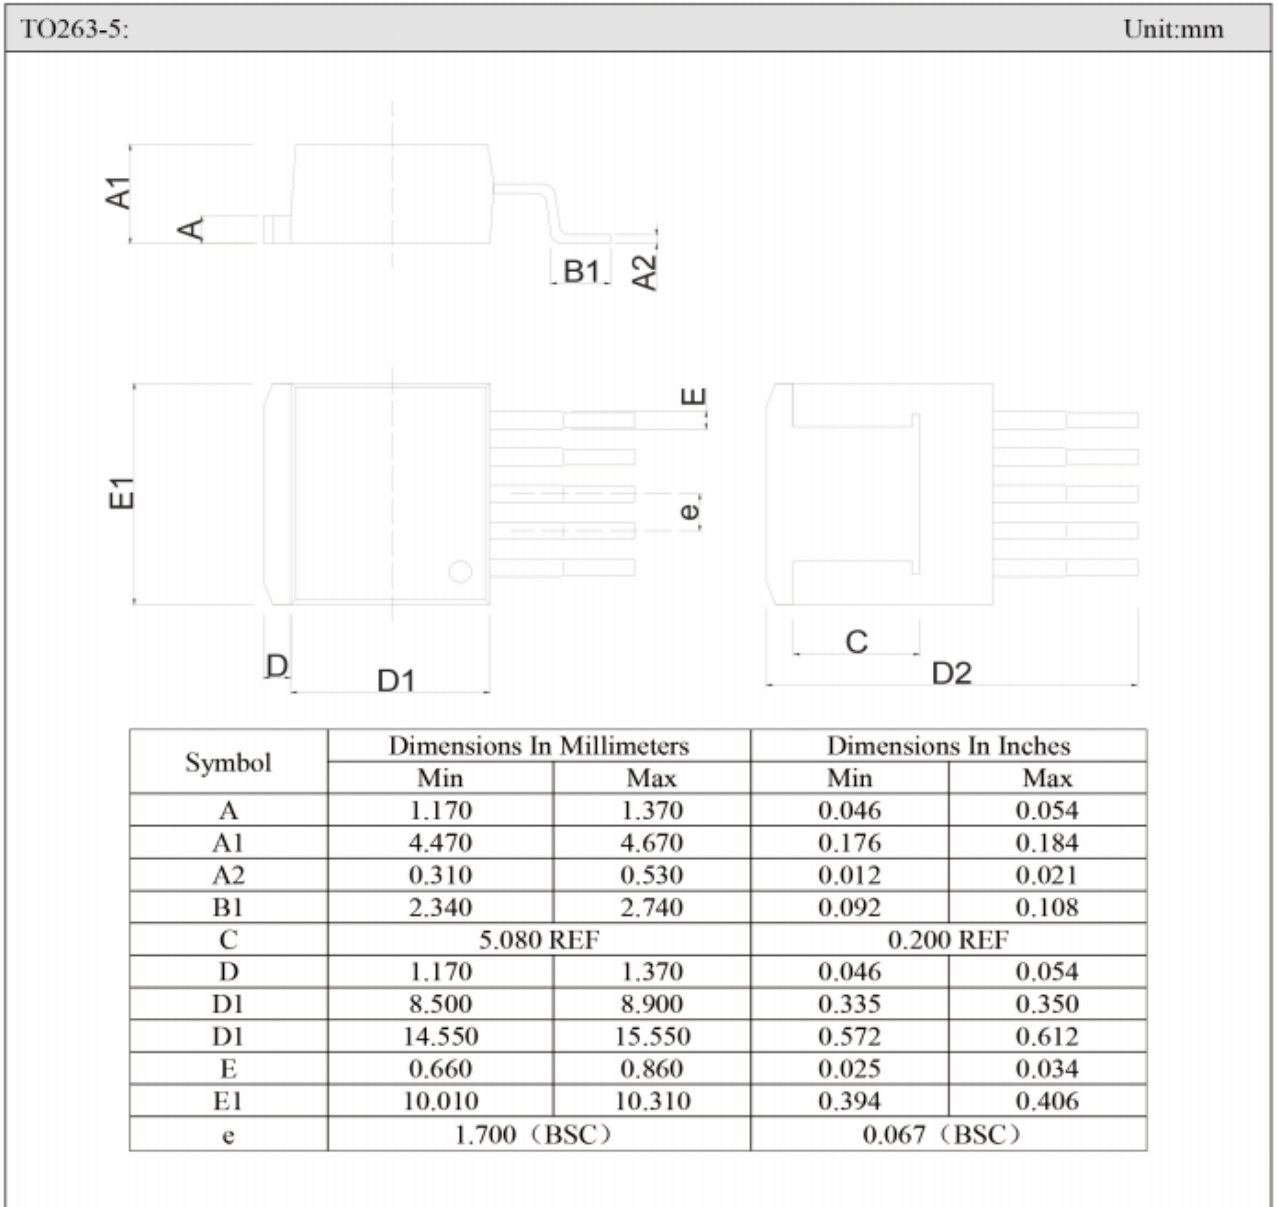 TO263-5: Unit:mm
A1
A
B1
A2
E
E1
e
D
D1
C
D2
Symbol Dimensions In Millimeters Dimensions In Inches
Min Max Min Max
A 1.170 1.370 0.046 0.054
A1 4.470 4.670 0.176 0.184
A2 0.310 0.530 0.012 0.021
B1 2.340 2.740 0.092 0.108
C 5.080 REF 0.200 REF
D 1.170 1.370 0.046 0.054
D1 8.500 8.900 0.335 0.350
D1 14.550 15.550 0.572 0.612
E 0.660 0.860 0.025 0.034
E1 10.010 10.310 0.394 0.406
e 1.700（BSC） 0.067（BSC）